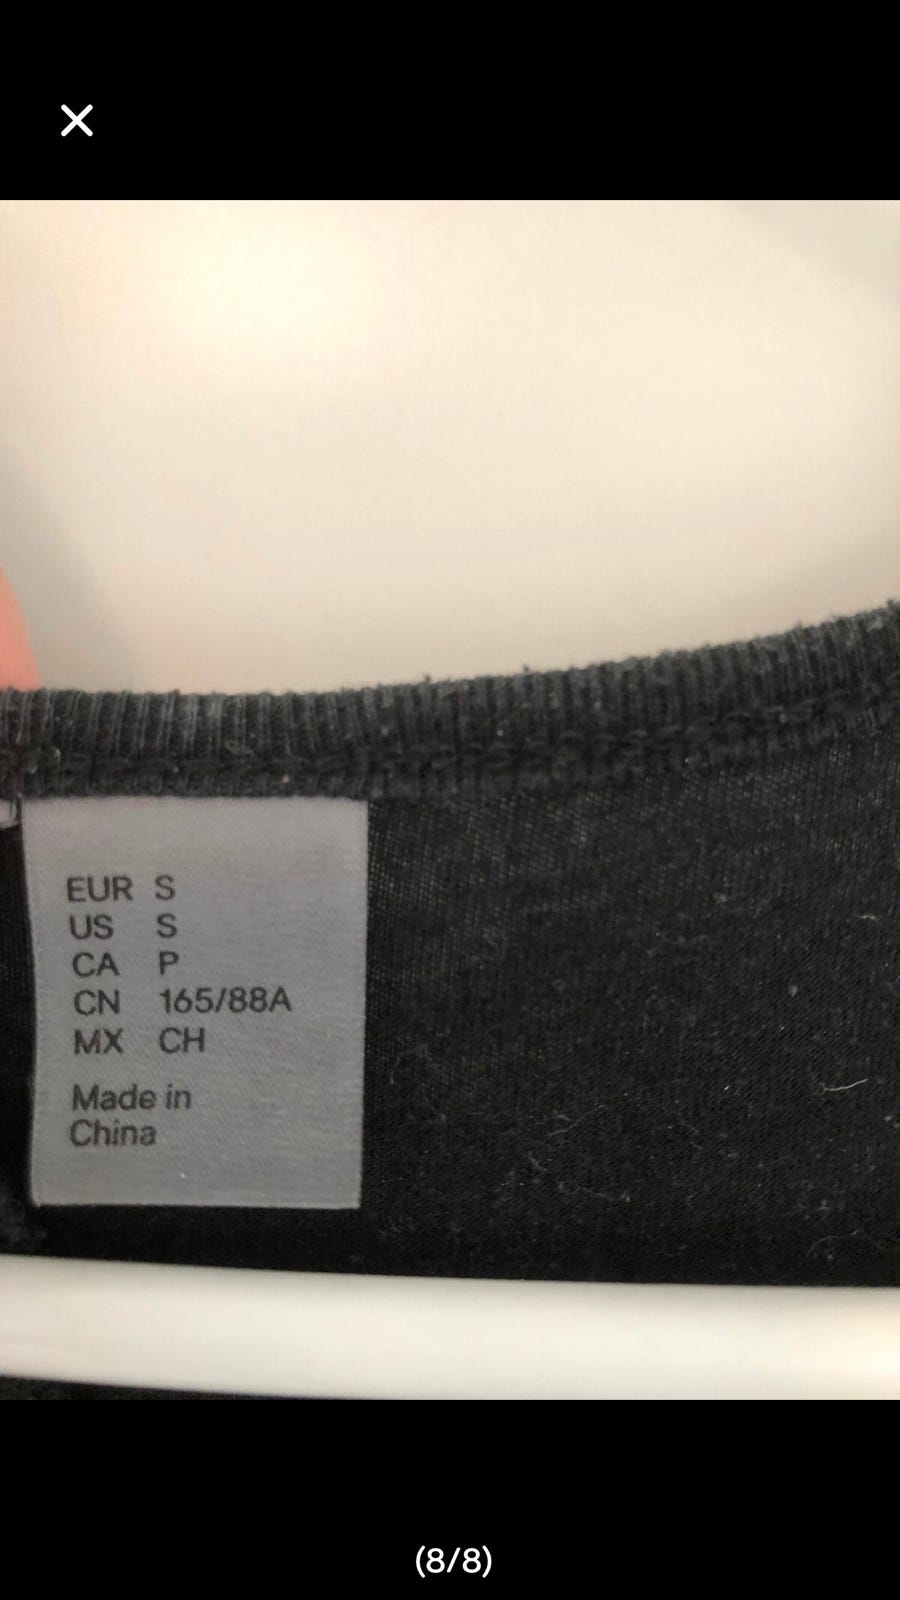 EUR S
US S
CA P
CN 165/88A
MX CH
Made in
China
(8/8)